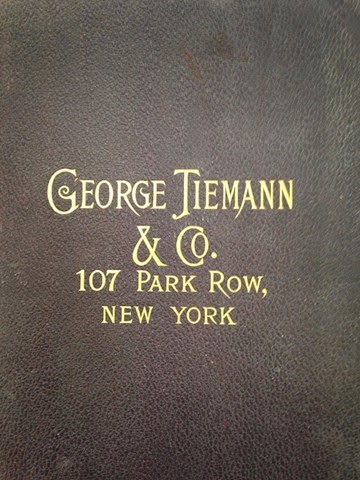 GEORGE TIEMANN
& CO.
107 PARK ROW,
NEW YORK